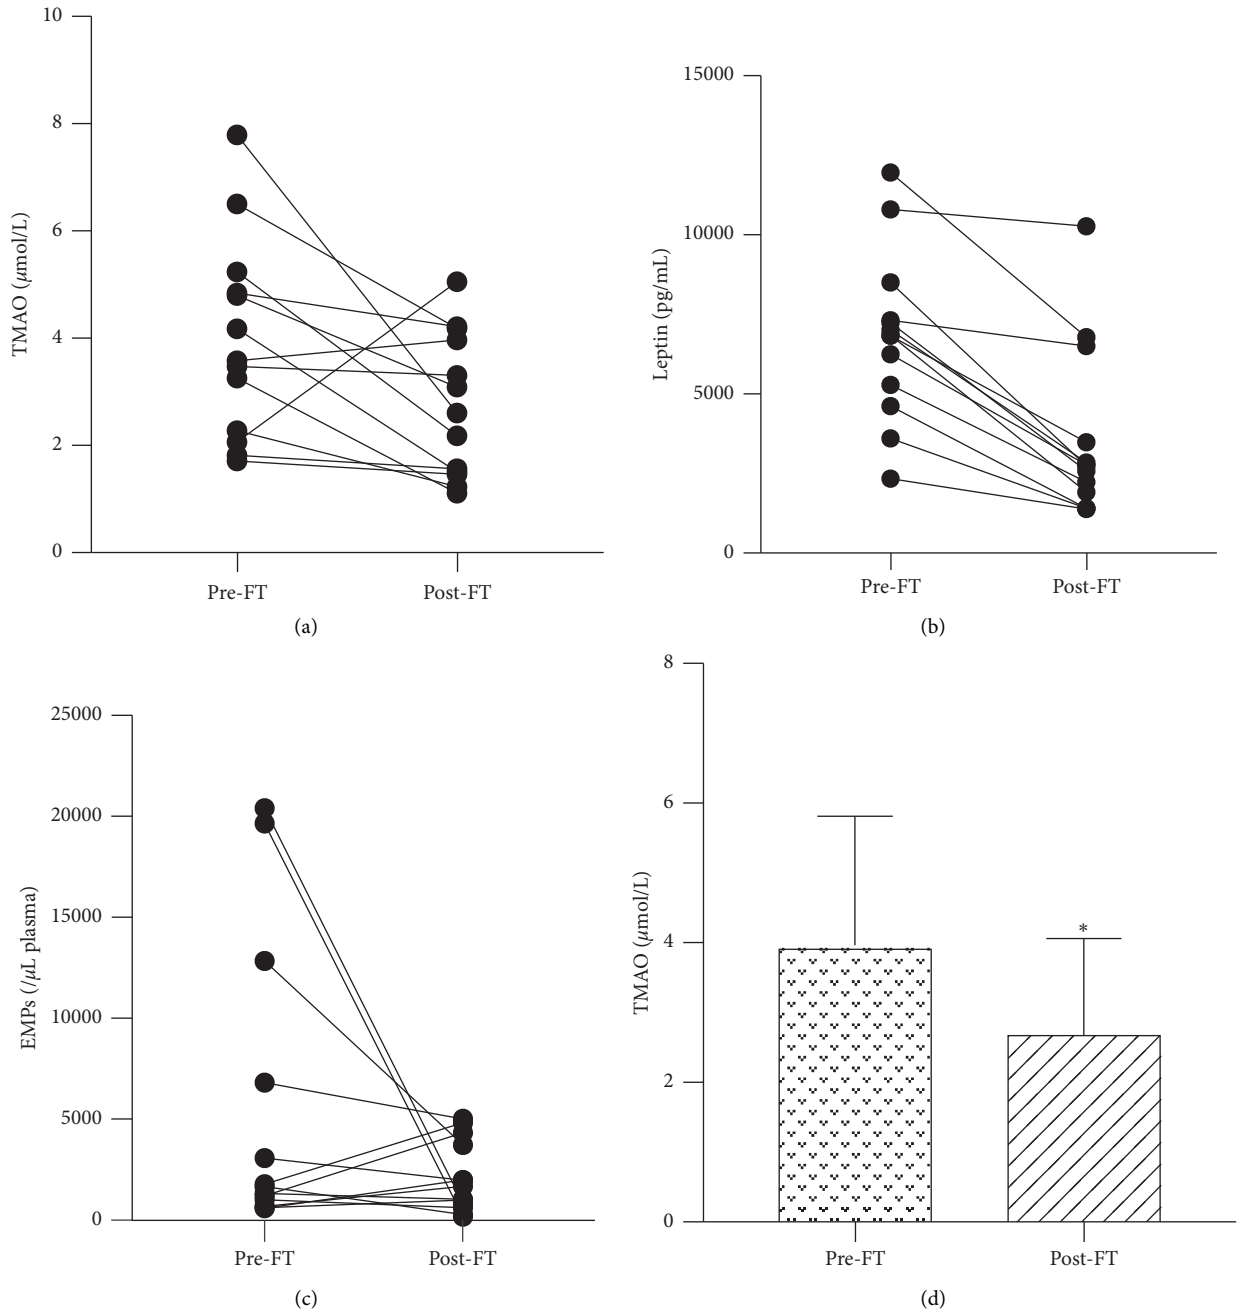 10
8
6
4
2
0
TMAO (μmol/L)
Pre-FT Post-FT
(a)
15000
10000
5000
0
Leptin (pg/mL)
Pre-FT Post-FT
(b)
25000
20000
15000
10000
5000
0
EMPs (/μL plasma)
Pre-FT Post-FT
(c)
8
6
4
2
0
TMAO (μmol/L)
*
Pre-FT Post-FT
(d)